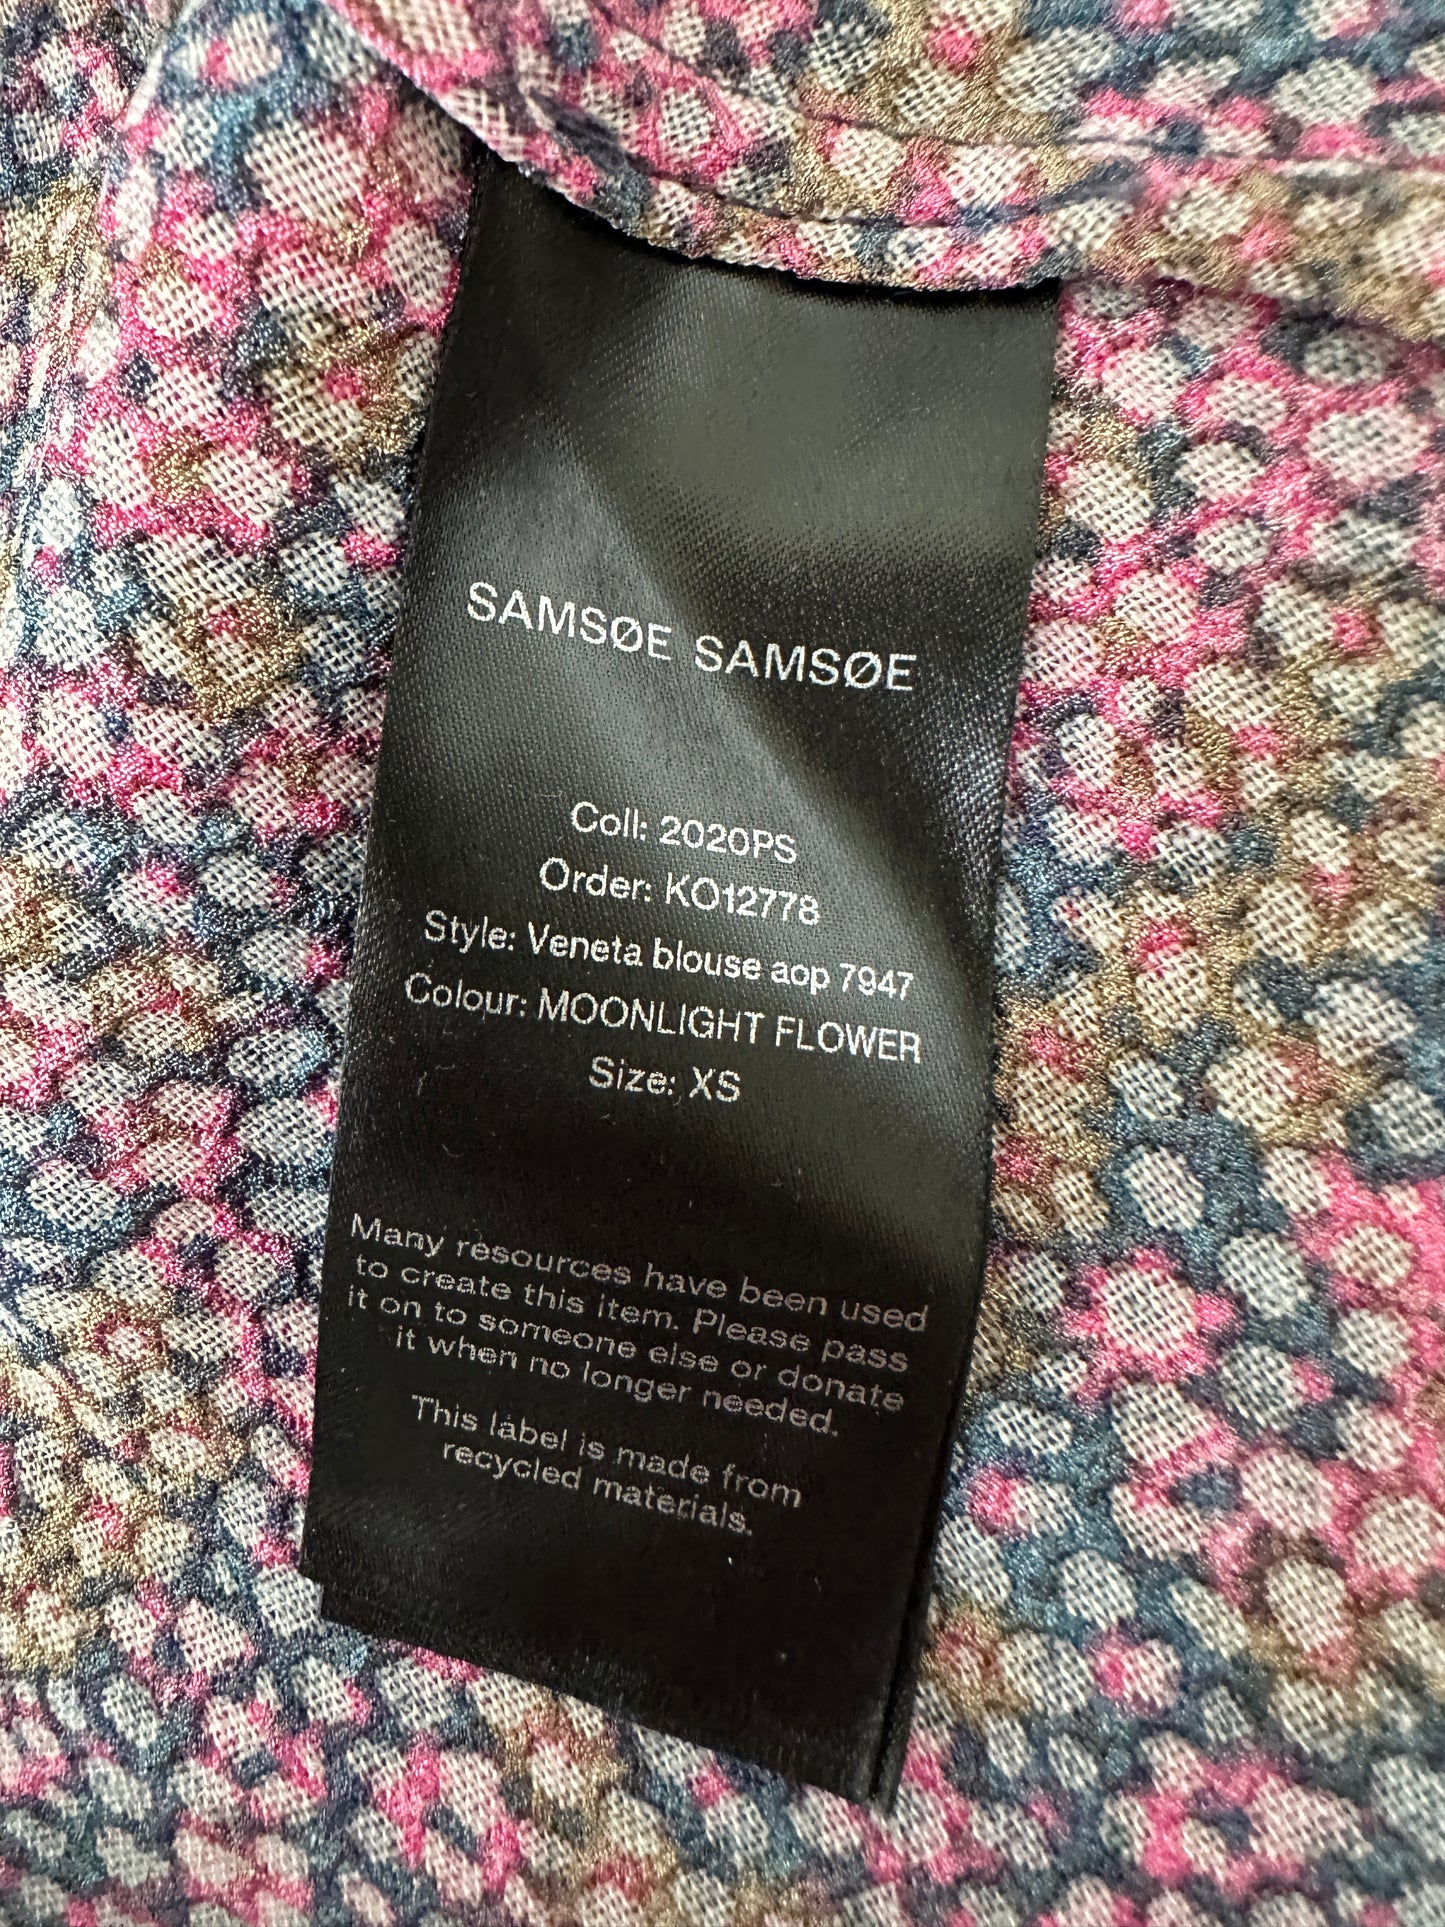 SAMSØE SAMSØE
Coll: 2020PS
Order: KO12778
Style: Veneta blouse aop 7947
Colour: MOONLIGHT FLOWER
Size: XS
Many resources have been used
to create this item. Please pass
it on to someone else or donate
it when no longer needed.
This label is made from
recycled materials.